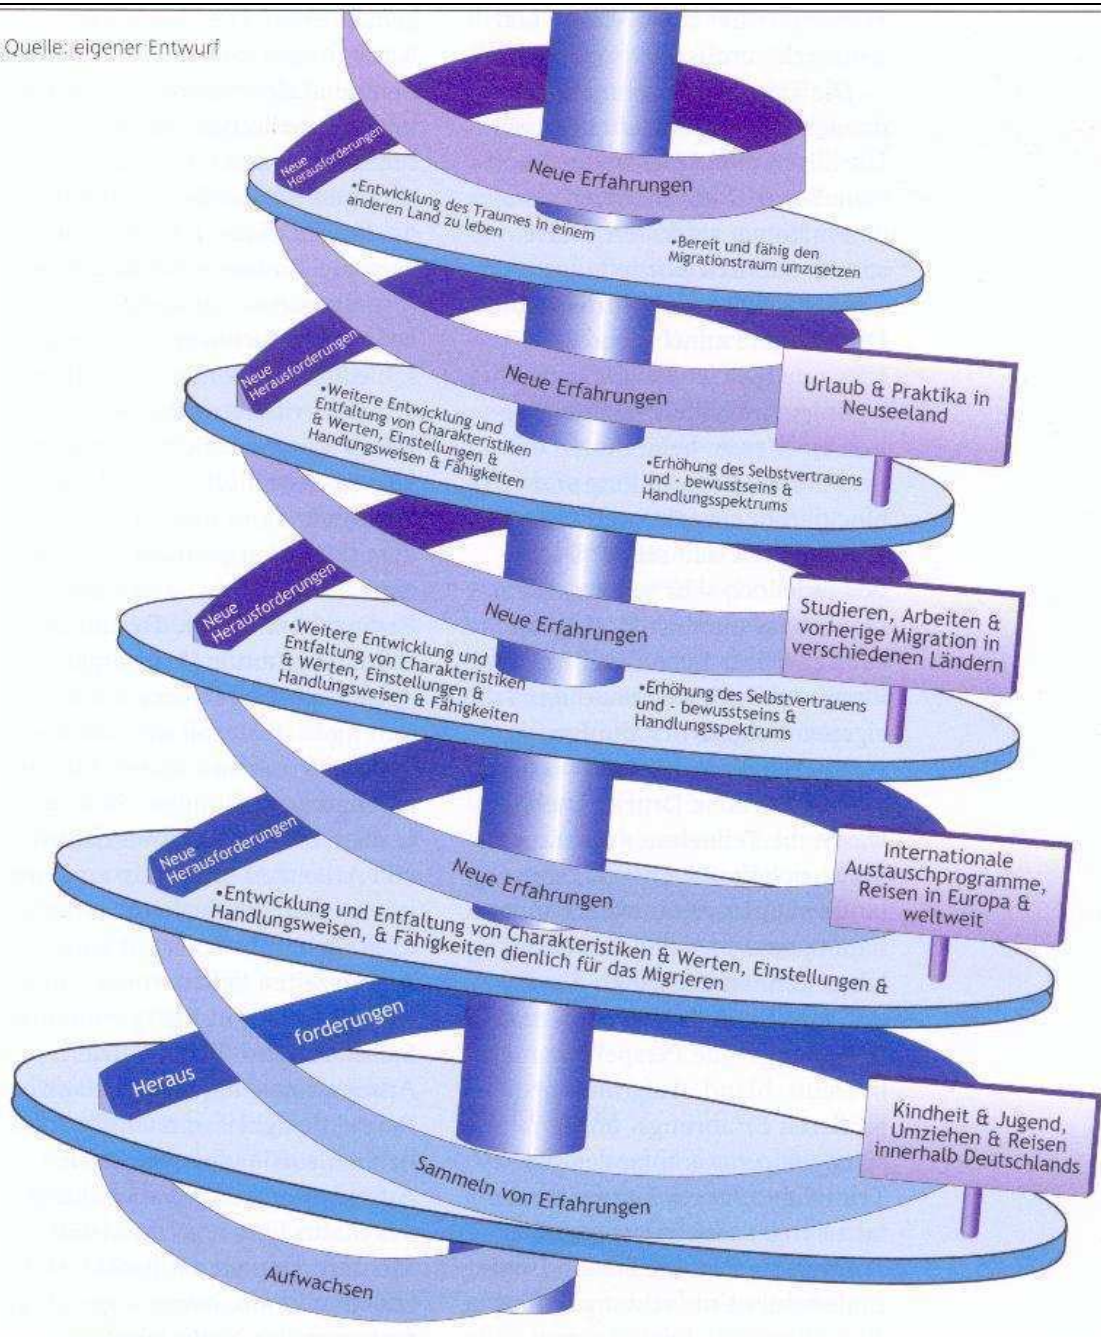 Quelle: eigener Entwurf
Neue
Herausforderungen
Neue Erfahrungen
•Entwicklung des Traumes in einem
anderen Land zu leben
•Bereit und fähig den
Migrationstraum umzusetzen
Neue
Herausforderungen
Neue Erfahrungen
Urlaub & Praktika in
Neuseeland
•Weitere Entwicklung und
Entfaltung von Charakteristiken
& Werten, Einstellungen &
Handlungsweisen & Fähigkeiten
•Erhöhung des Selbstvertrauens
und - bewusstseins &
Handlungsspektrums
Neue
Herausforderungen
Neue Erfahrungen
Studieren, Arbeiten &
vorherige Migration in
verschiedenen Ländern
•Weitere Entwicklung und
Entfaltung von Charakteristiken
& Werten, Einstellungen &
Handlungsweisen & Fähigkeiten
•Erhöhung des Selbstvertrauens
und - bewusstseins &
Handlungsspektrums
Neue
Herausforderungen
Neue Erfahrungen
Internationale
Austauschprogramme,
Reisen in Europa &
weltweit
•Entwicklung und Entfaltung von Charakteristiken & Werten, Einstellungen &
Handlungsweisen, & Fähigkeiten dienlich für das Migrieren
Heraus forderungen
Kindheit & Jugend,
Umziehen & Reisen
innerhalb Deutschlands
Sammeln von Erfahrungen
Aufwachsen